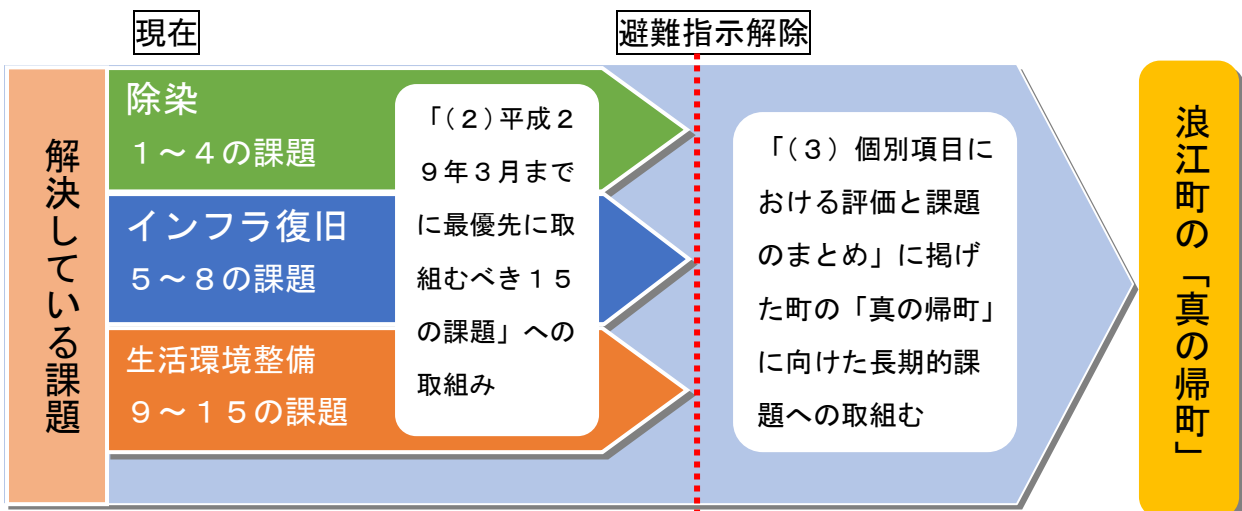 現在
避難指示解除
解決している課題
除染
1~4の課題
インフラ復旧
5~8の課題
生活環境整備
9~15の課題
「(2)平成2
9年3月まで
に最優先に取
組むべき15
の課題」への
取組み
「(3)個別項目に
おける評価と課題
のまとめ」に掲げ
た町の「真の帰町」
に向けた長期的課
題への取組む
浪江町の「真の帰町」